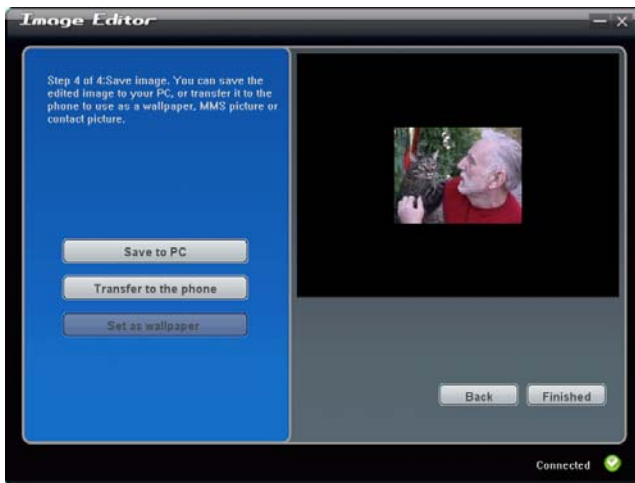 Image Editor
Step 4 of 4:Save image. You can save the
edited image to your PC, or transfer it to the
phone to use as a wallpaper, MMS picture or
contact picture.
Save to PC
Transfer to the phone
Set as wallpaper
Back
Finished
Connected